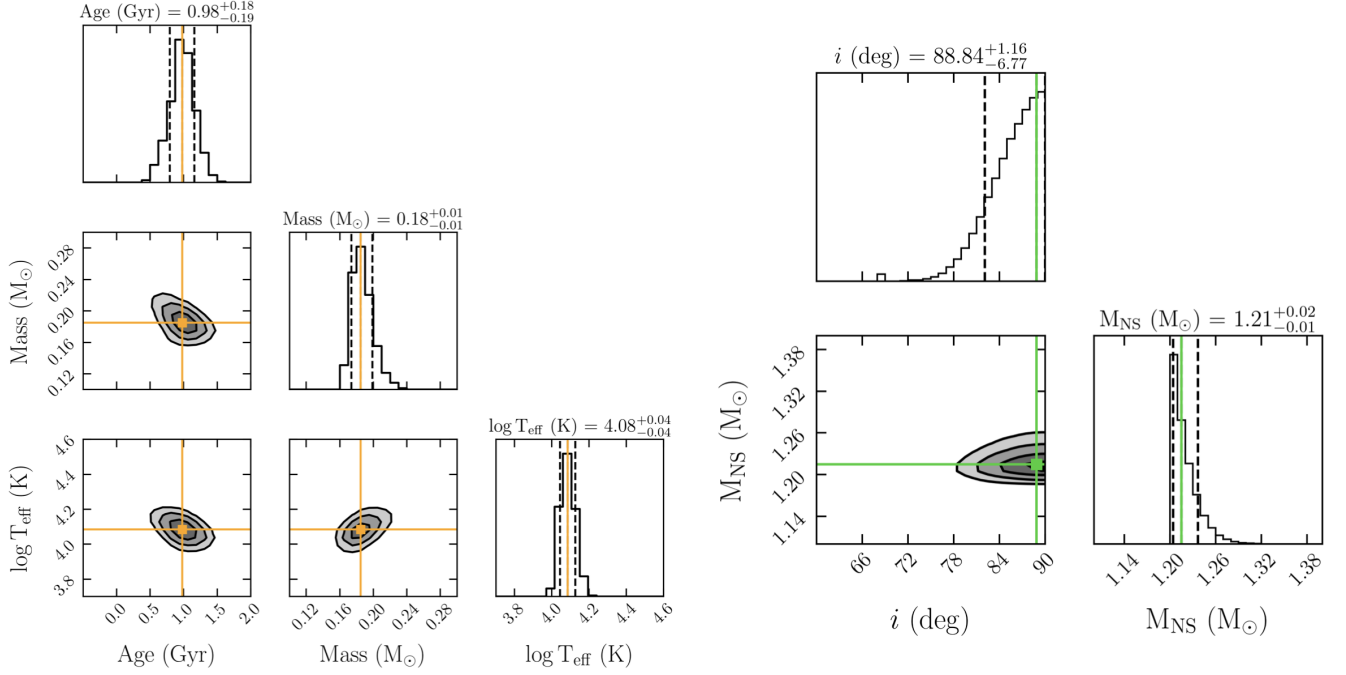 Age (Gyr) = 0.98 +0.18 −0.19
Mass (M⊙) = 0.18 +0.01 −0.01
log Teff (K) = 4.08 +0.04 −0.04
Mass (M⊙)
0.28
0.24
0.20
0.16
0.12
log Teff (K)
4.6
4.4
4.2
4.0
3.8
0.0 0.5 1.0 1.5 2.0
Age (Gyr)
0.12 0.16 0.20 0.24 0.28
Mass (M⊙)
3.8 4.0 4.2 4.4 4.6
log Teff (K)
i (deg) = 88.84 +1.16 −6.77
MNS (M⊙) = 1.21 +0.02 −0.01
MNS (M⊙)
1.38
1.32
1.26
1.20
1.14
66 72 78 84 90
i (deg)
1.14 1.20 1.26 1.32 1.38
MNS (M⊙)